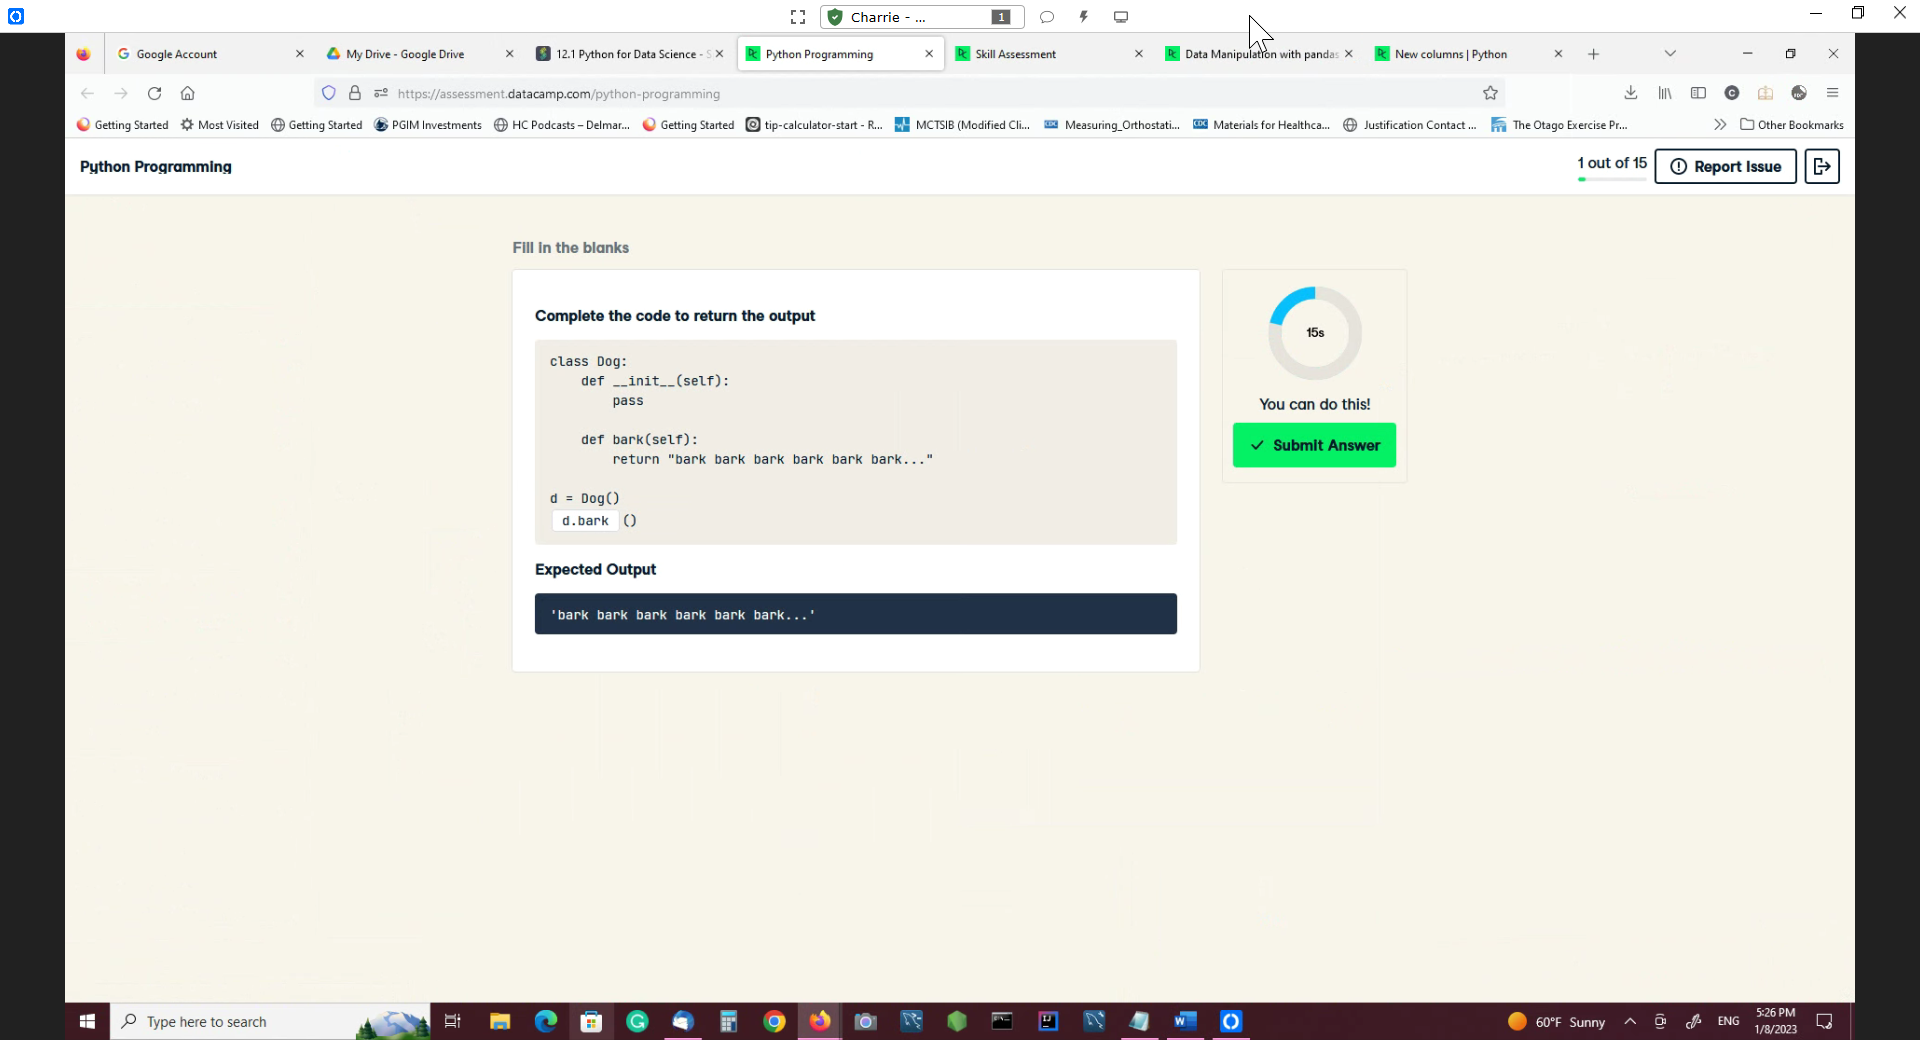 Charrie - ...
1
Google Account
My Drive - Google Drive
12.1 Python for Data Science - S
Python Programming
Skill Assessment
Data Manipulation with pandas
New columns | Python
https://assessment.datacamp.com/python-programming
Getting Started
Most Visited
Getting Started
PGIM Investments
HC Podcasts – Delmar...
Getting Started
tip-calculator-start - R...
MCTSIB (Modified Cli...
Measuring_Orthostati...
Materials for Healthca...
Justification Contact ...
The Otago Exercise Pr...
Other Bookmarks
Python Programming
1 out of 15
Report Issue
Fill in the blanks
Complete the code to return the output
class Dog:
    def __init__(self):
        pass
    def bark(self):
        return "bark bark bark bark bark bark..."
d = Dog()
d.bark ()
Expected Output
'bark bark bark bark bark bark...'
15s
You can do this!
Submit Answer
Type here to search
60°F Sunny
ENG
5:26 PM
1/8/2023